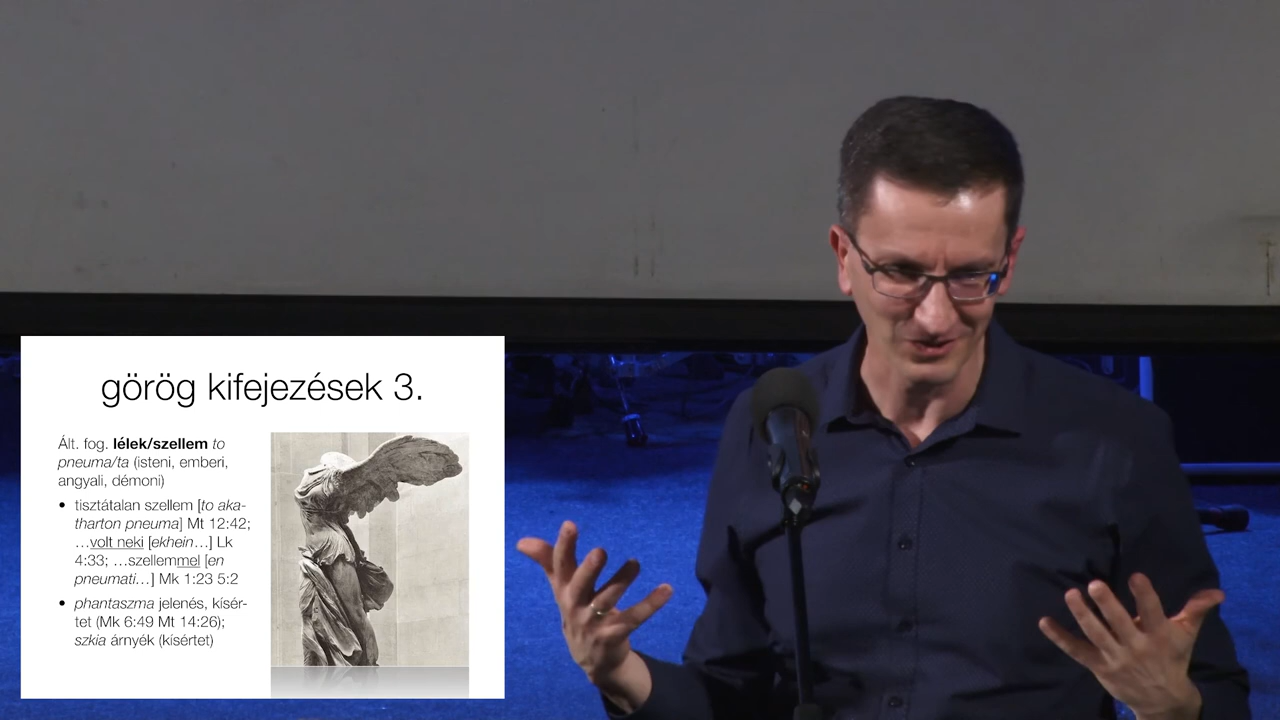 görög kifejezések 3.
Ált. fog. lélek/szellem to
pneuma/ta (isteni, emberi,
angyali, démoni)
• tisztátalan szellem [to aka-
tharton pneuma] Mt 12:42;
…volt neki [ekhein…] Lk
4:33; …szellemmel [en
pneumati…] Mk 1:23 5:2
• phantaszma jelenés, kísér-
tet (Mk 6:49 Mt 14:26);
szkia árnyék (kísértet)